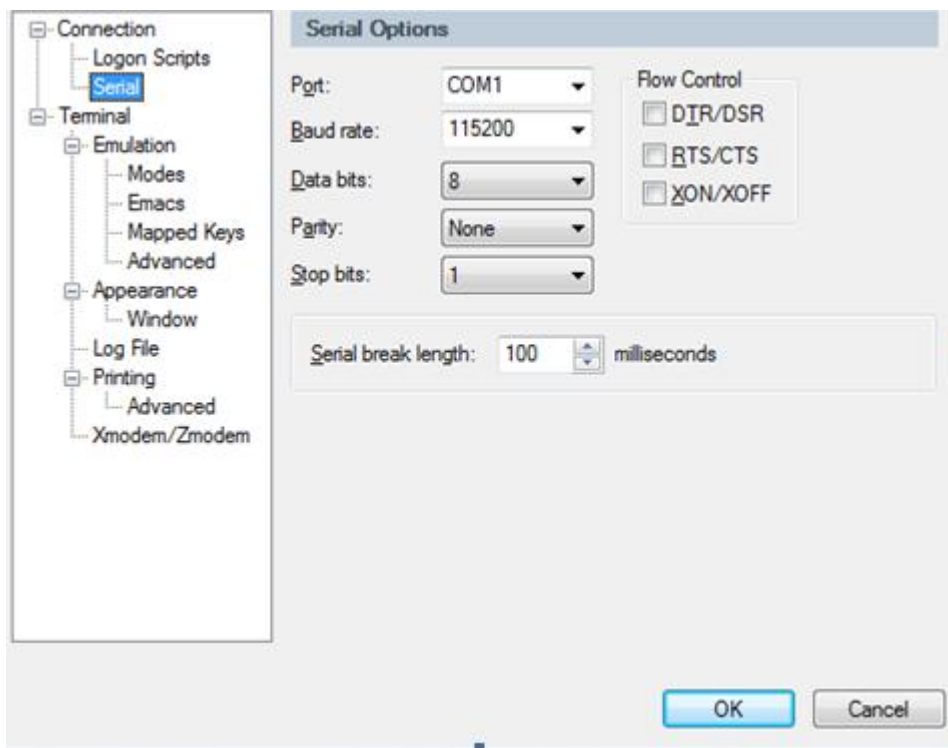 Connection
Logon Scripts
Serial
Terminal
Emulation
Modes
Emacs
Mapped Keys
Advanced
Appearance
Window
Log File
Printing
Advanced
Xmodem/Zmodem
Serial Options
Port: COM1
Baud rate: 115200
Data bits: 8
Parity: None
Stop bits: 1
Flow Control
DTR/DSR
RTS/CTS
XON/XOFF
Serial break length: 100 milliseconds
OK Cancel